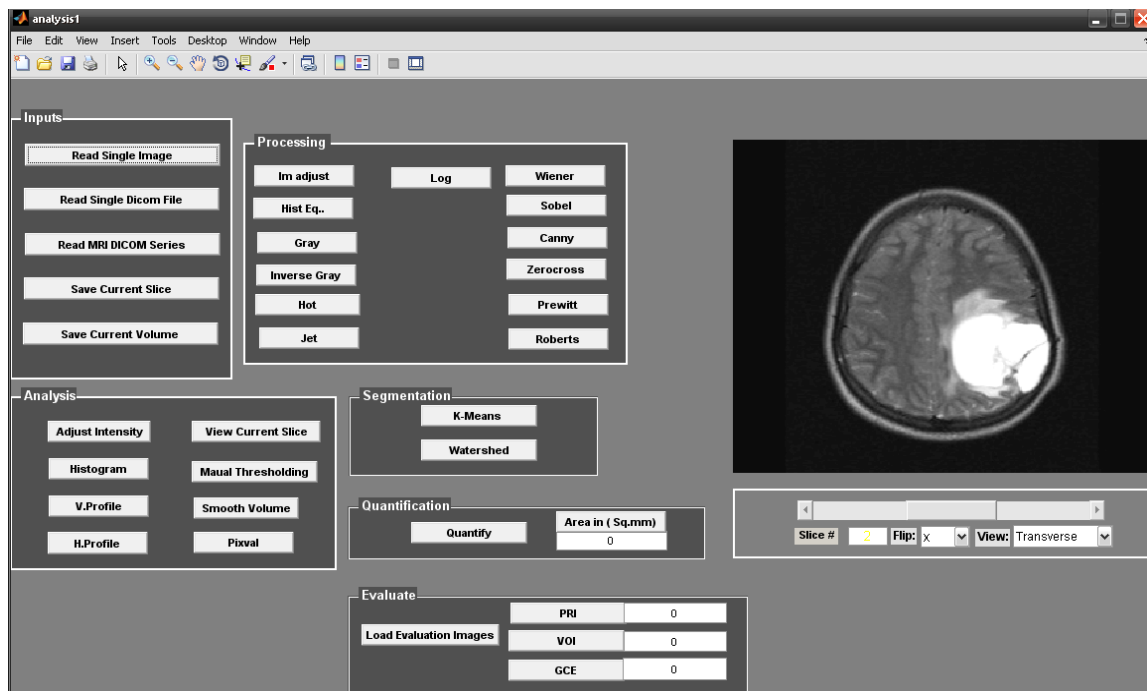 analysis1
File Edit View Insert Tools Desktop Window Help
Inputs
Read Single Image
Read Single Dicom File
Read MRI DICOM Series
Save Current Slice
Save Current Volume
Processing
Im adjust
Log
Wiener
Hist Eq..
Sobel
Gray
Canny
Inverse Gray
Zerocross
Hot
Prewitt
Jet
Roberts
Analysis
Adjust Intensity
View Current Slice
Histogram
Maual Thresholding
V.Profile
Smooth Volume
H.Profile
Pixval
Segmentation
K-Means
Watershed
Quantification
Quantify
Area in ( Sq.mm)
0
Slice # 2 Flip: x View: Transverse
Evaluate
Load Evaluation Images
PRI 0
VOI 0
GCE 0